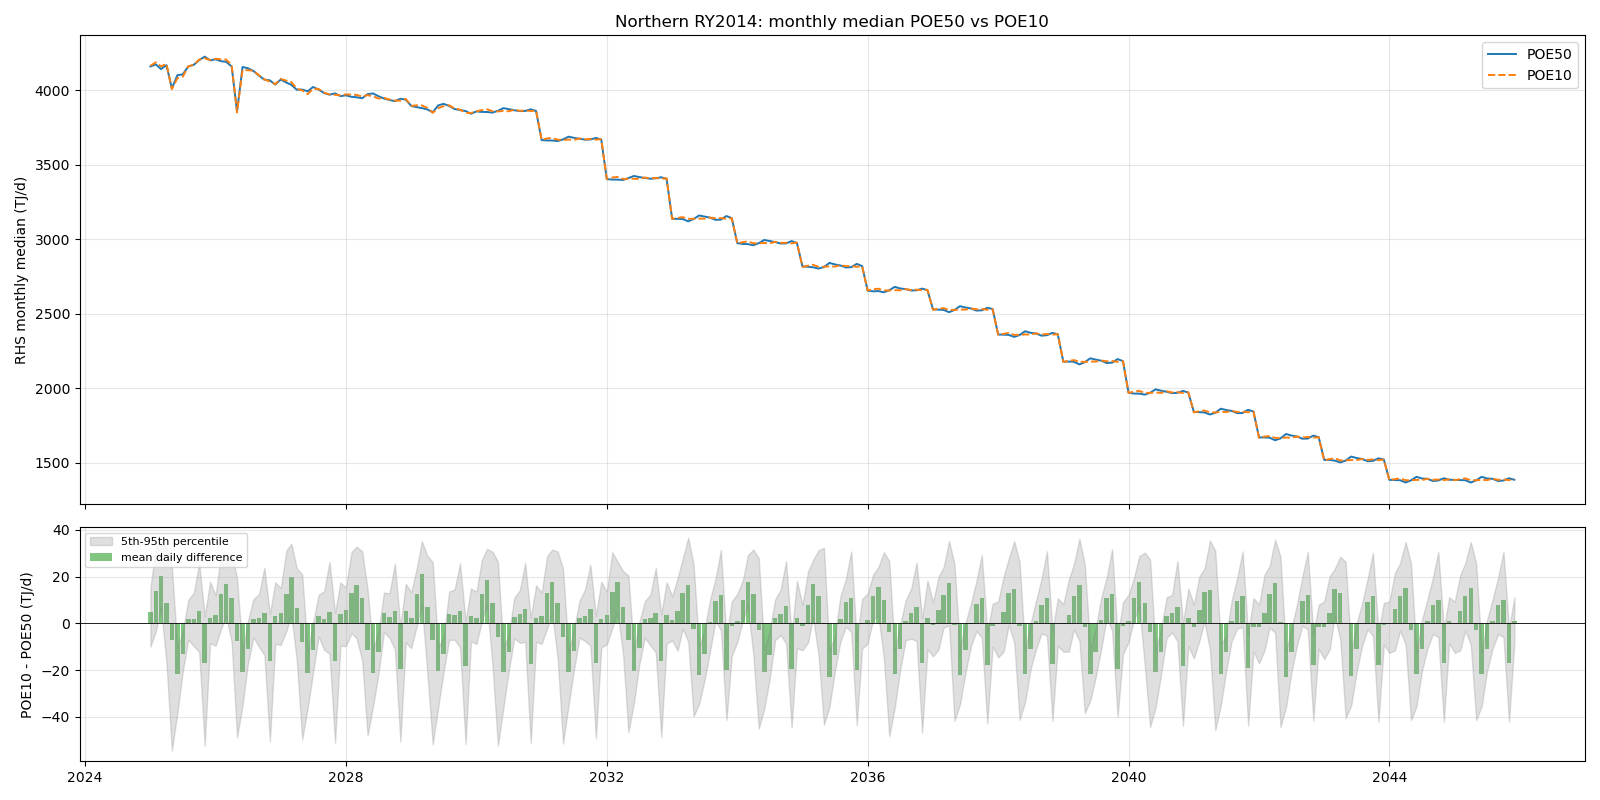 Northern RY2014: monthly median POE50 vs POE10
POE50
POE10
RHS monthly median (TJ/d)
4000
3500
3000
2500
2000
1500
5th-95th percentile
mean daily difference
POE10 - POE50 (TJ/d)
40
20
0
−20
−40
2024
2028
2032
2036
2040
2044